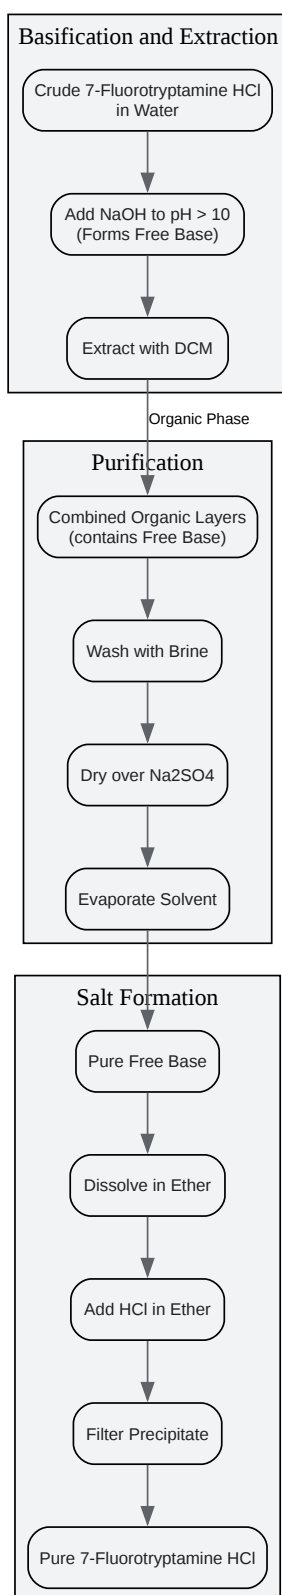 Basification and Extraction
Crude 7-Fluorotryptamine HCl
in Water
Add NaOH to pH > 10
(Forms Free Base)
Extract with DCM
Organic Phase
Purification
Combined Organic Layers
(contains Free Base)
Wash with Brine
Dry over Na2SO4
Evaporate Solvent
Salt Formation
Pure Free Base
Dissolve in Ether
Add HCl in Ether
Filter Precipitate
Pure 7-Fluorotryptamine HCl